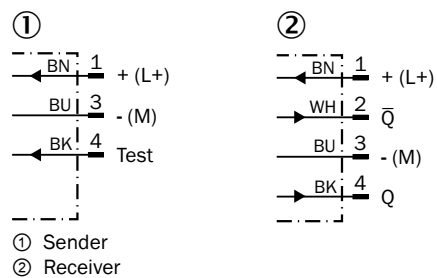 ① ②
BN 1 + (L+)
BU 3 - (M)
BK 4 Test
BN 1 + (L+)
WH 2 Q̅
BU 3 - (M)
BK 4 Q
① Sender
② Receiver